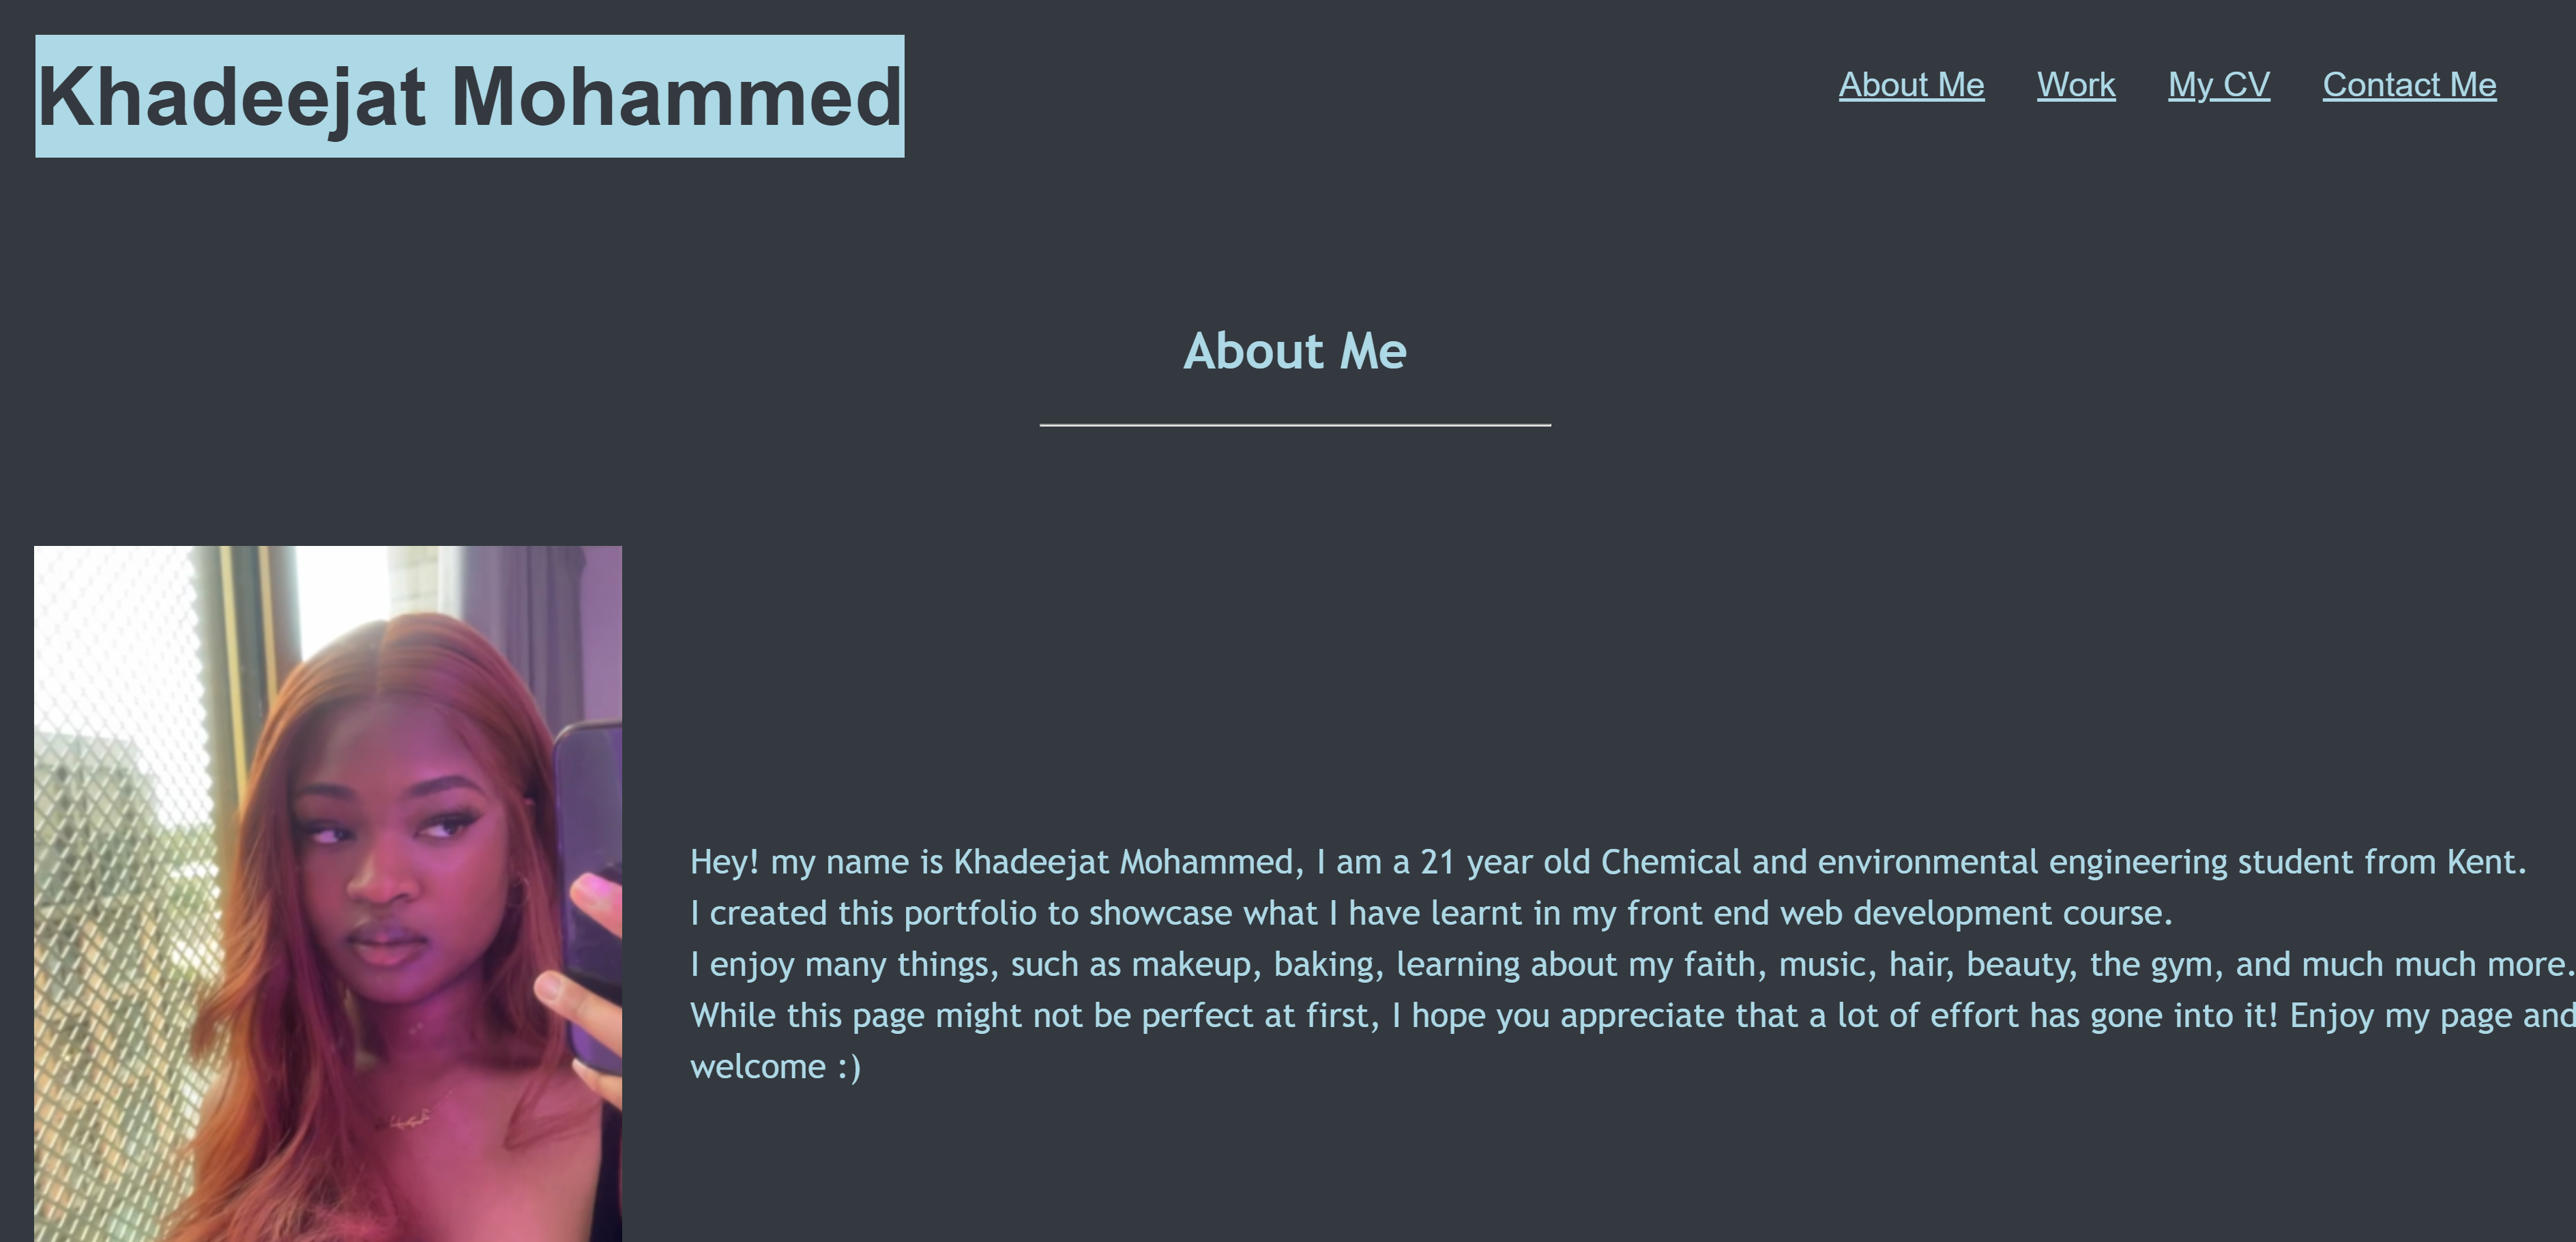 Khadeejat Mohammed
About Me Work My CV Contact Me
About Me
Hey! my name is Khadeejat Mohammed, I am a 21 year old Chemical and environmental engineering student from Kent.
I created this portfolio to showcase what I have learnt in my front end web development course.
I enjoy many things, such as makeup, baking, learning about my faith, music, hair, beauty, the gym, and much much more.
While this page might not be perfect at first, I hope you appreciate that a lot of effort has gone into it! Enjoy my page and
welcome :)